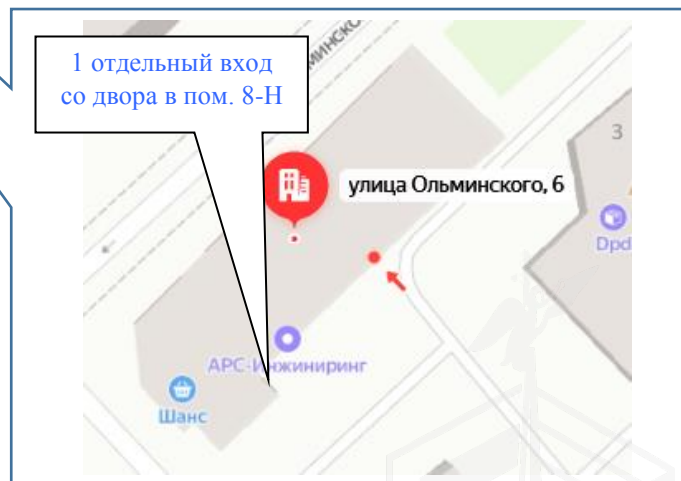 1 отдельный вход
со двора в пом. 8-Н
улица Ольминского, 6
3
Dpd
АРС-Инжиниринг
Шанс